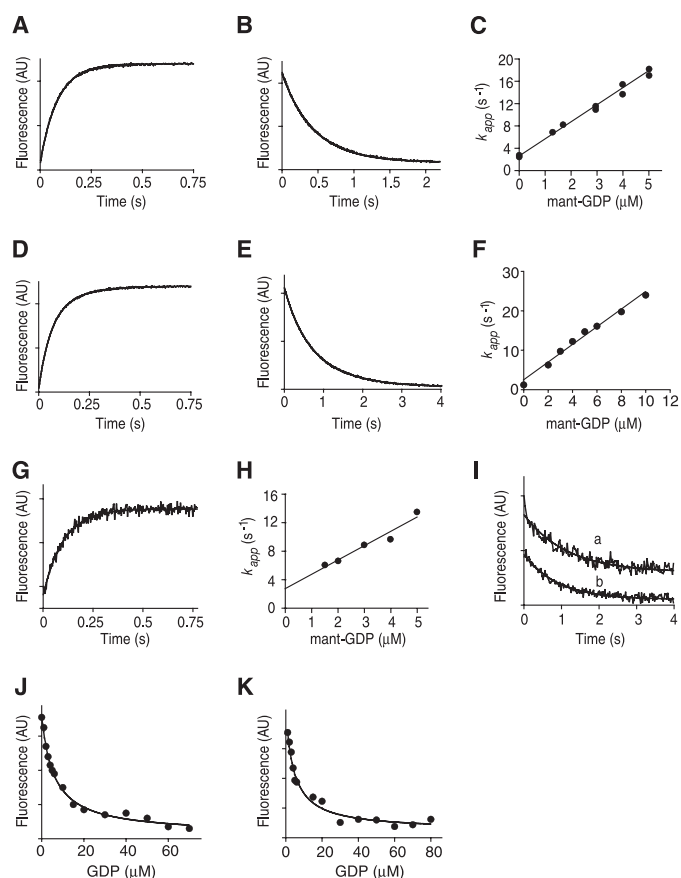 A
Fluorescence (AU)
0
0.25
0.5
0.75
Time (s)
B
Fluorescence (AU)
0
0.5
1
1.5
2
Time (s)
C
k app (s-1)
20
16
12
8
4
0
0
1
2
3
4
5
mant-GDP (µM)
D
Fluorescence (AU)
0
0.25
0.5
0.75
Time (s)
E
Fluorescence (AU)
0
1
2
3
4
Time (s)
F
k app (s-1)
30
20
10
0
0
2
4
6
8
10
12
mant-GDP (µM)
G
Fluorescence (AU)
0
0.25
0.5
0.75
Time (s)
H
k app (s-1)
16
12
8
4
0
0
1
2
3
4
5
mant-GDP (µM)
I
Fluorescence (AU)
a
b
0
1
2
3
4
Time (s)
J
Fluorescence (AU)
0
20
40
60
GDP (µM)
K
Fluorescence (AU)
0
20
40
60
80
GDP (µM)